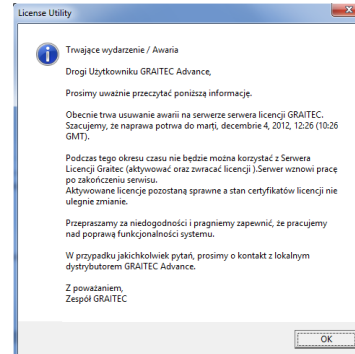 License Utility
Trwające wydarzenie / Awaria
Drogi Użytkowniku GRAITEC Advance,
Prosimy uważnie przeczytać poniższą informację.
Obecnie trwa usuwanie awarii na serwerze serwera licencji GRAITEC.
Szacujemy, że naprawa potrwa do marți, decembrie 4, 2012, 12:26 (10:26
GMT).
Podczas tego okresu czasu nie będzie można korzystać z Serwera
Licencji Graitec (aktywować oraz zwracać licencji ).Serwer wznowi pracę
po zakończeniu serwisu.
Aktywowane licencje pozostaną sprawne a stan certyfikatów licencji nie
ulegnie zmianie.
Przepraszamy za niedogodności i pragniemy zapewnić, że pracujemy
nad poprawą funkcjonalności systemu.
W przypadku jakichkolwiek pytań, prosimy o kontakt z lokalnym
dystrybutorem GRAITEC Advance.
Z poważaniem,
Zespół GRAITEC
OK